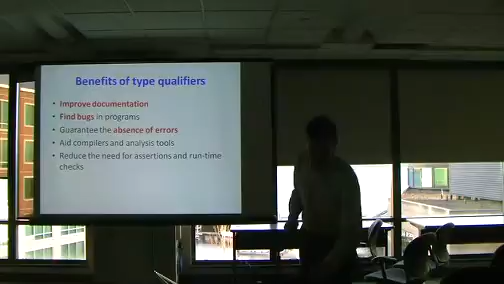 Benefits of type qualifiers
• Improve documentation
• Find bugs in programs
• Guarantee the absence of errors
• Aid compilers and analysis tools
• Reduce the need for assertions and run-time
checks